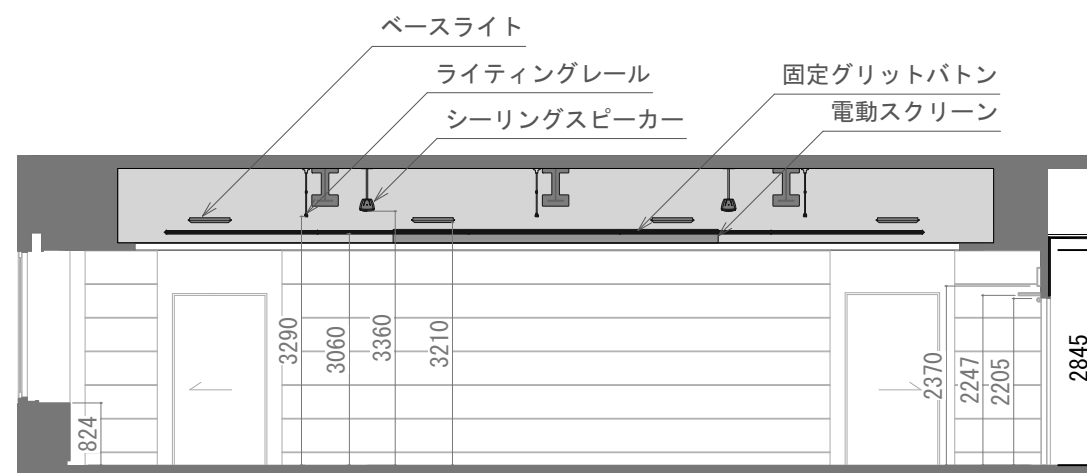 ベースライト
ライティングレール
固定グリットバトン
シーリングスピーカー
電動スクリーン
3290
3060
3360
3210
2370
2247
2205
2845
824